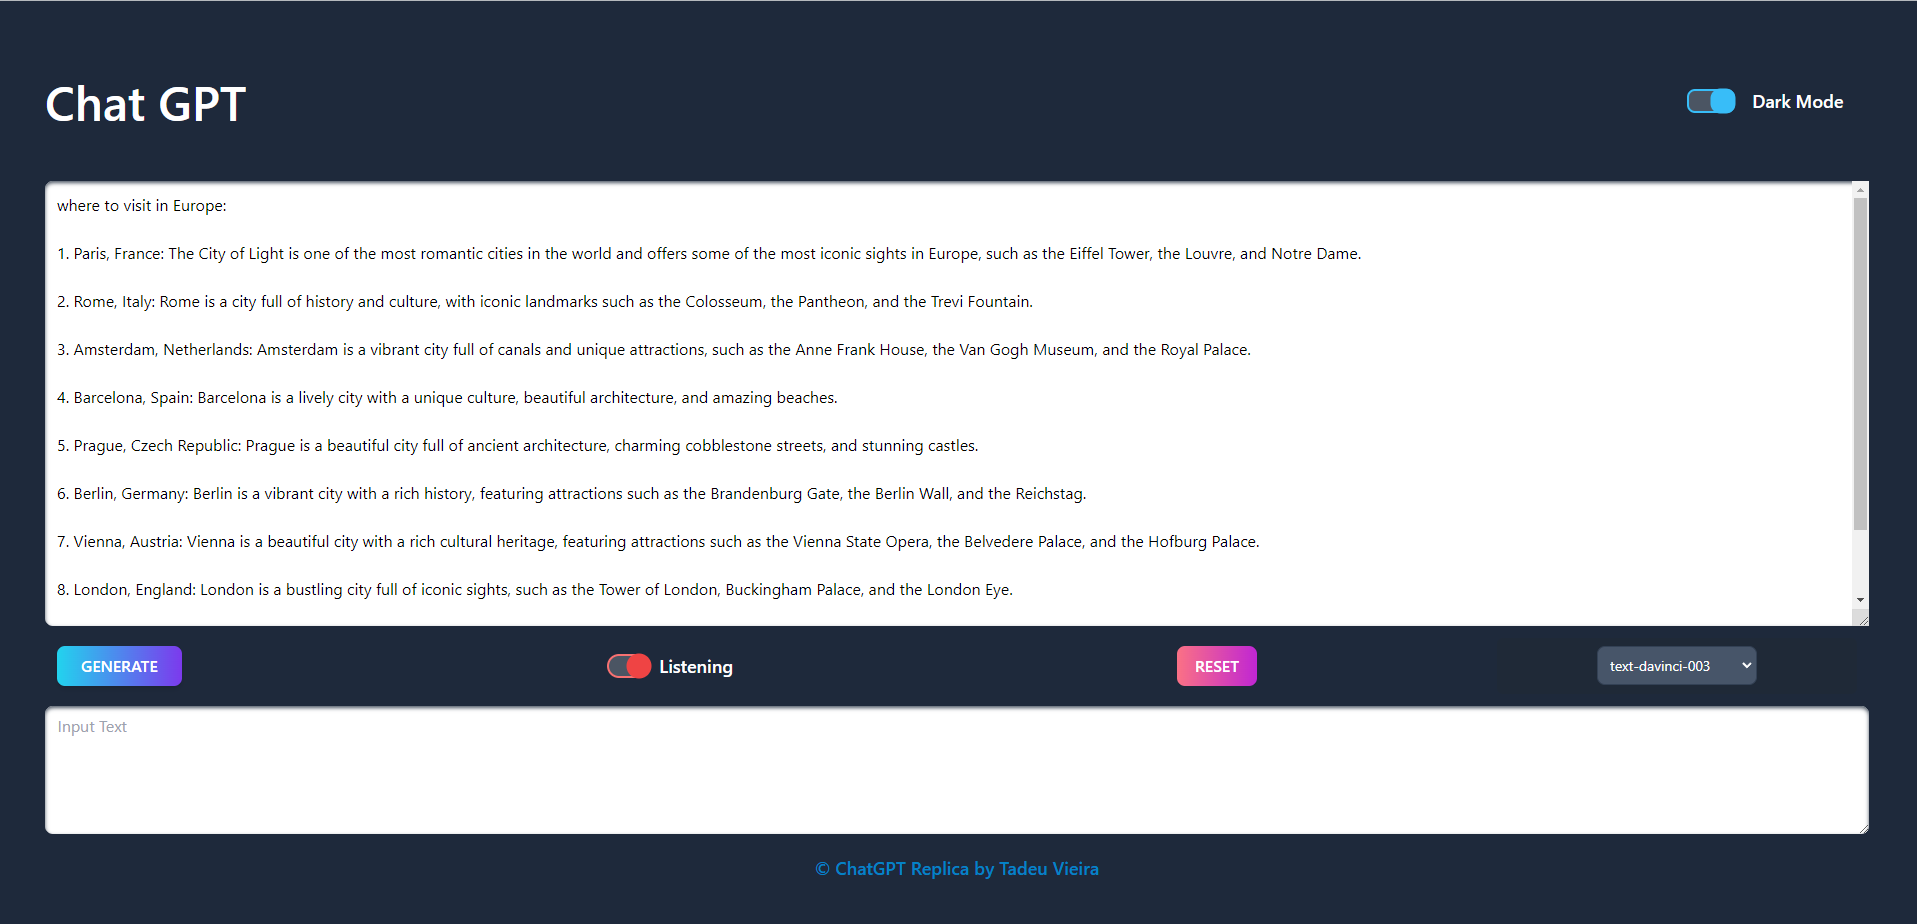 Chat GPT
Dark Mode
where to visit in Europe:
1. Paris, France: The City of Light is one of the most romantic cities in the world and offers some of the most iconic sights in Europe, such as the Eiffel Tower, the Louvre, and Notre Dame.
2. Rome, Italy: Rome is a city full of history and culture, with iconic landmarks such as the Colosseum, the Pantheon, and the Trevi Fountain.
3. Amsterdam, Netherlands: Amsterdam is a vibrant city full of canals and unique attractions, such as the Anne Frank House, the Van Gogh Museum, and the Royal Palace.
4. Barcelona, Spain: Barcelona is a lively city with a unique culture, beautiful architecture, and amazing beaches.
5. Prague, Czech Republic: Prague is a beautiful city full of ancient architecture, charming cobblestone streets, and stunning castles.
6. Berlin, Germany: Berlin is a vibrant city with a rich history, featuring attractions such as the Brandenburg Gate, the Berlin Wall, and the Reichstag.
7. Vienna, Austria: Vienna is a beautiful city with a rich cultural heritage, featuring attractions such as the Vienna State Opera, the Belvedere Palace, and the Hofburg Palace.
8. London, England: London is a bustling city full of iconic sights, such as the Tower of London, Buckingham Palace, and the London Eye.
GENERATE
Listening
RESET
text-davinci-003
Input Text
© ChatGPT Replica by Tadeu Vieira